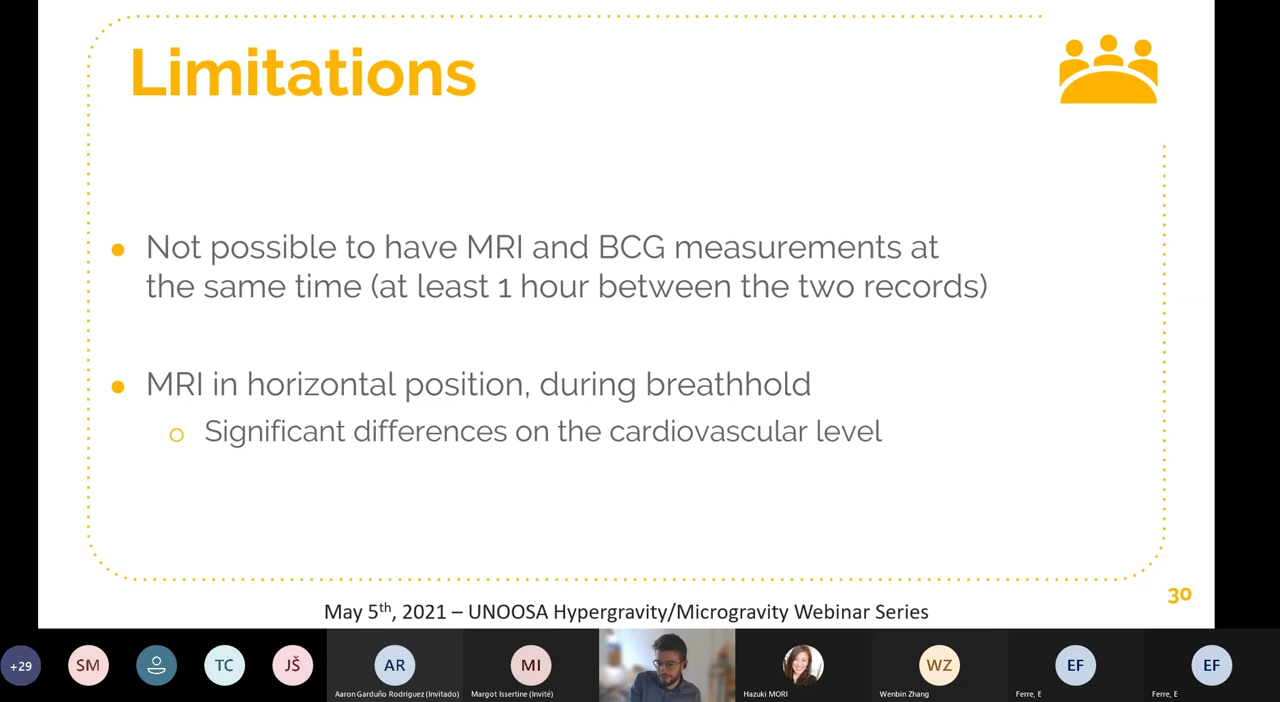 Limitations
Not possible to have MRI and BCG measurements at
the same time (at least 1 hour between the two records)
MRI in horizontal position, during breathhold
Significant differences on the cardiovascular level
30
May 5th, 2021 – UNOOSA Hypergravity/Microgravity Webinar Series
+29
SM
TC
JŠ
AR
Aaron Garduño Rodriguez (Invitado)
MI
Margot Issertine (Invité)
Hazuki MORI
WZ
Wenbin Zhang
EF
Ferre, E
EF
Ferre, E